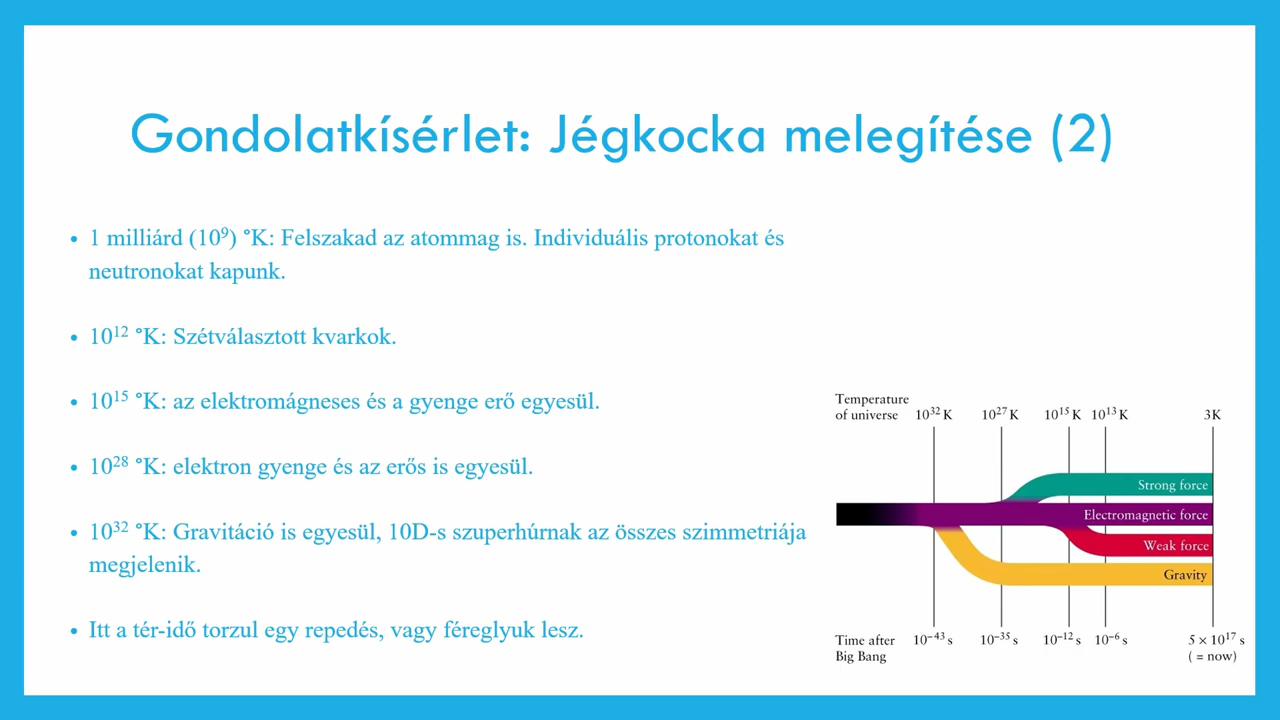 Gondolatkísérlet: Jégkocka melegítése (2)
• 1 milliárd (10⁹) °K: Felszakad az atommag is. Individuális protonokat és
neutronokat kapunk.
• 10¹² °K: Szétválasztott kvarkok.
• 10¹⁵ °K: az elektromágneses és a gyenge erő egyesül.
• 10²⁸ °K: elektron gyenge és az erős is egyesül.
• 10³² °K: Gravitáció is egyesül, 10D-s szuperhúrnak az összes szimmetriája
megjelenik.
• Itt a tér-idő torzul egy repedés, vagy féreglyuk lesz.
Temperature
of universe 10³² K 10²⁷ K 10¹⁵ K 10¹³ K 3K
Strong force
Electromagnetic force
Weak force
Gravity
Time after 10⁻⁴³ s 10⁻³⁵ s 10⁻¹² s 10⁻⁶ s 5 × 10¹⁷ s
Big Bang ( = now)